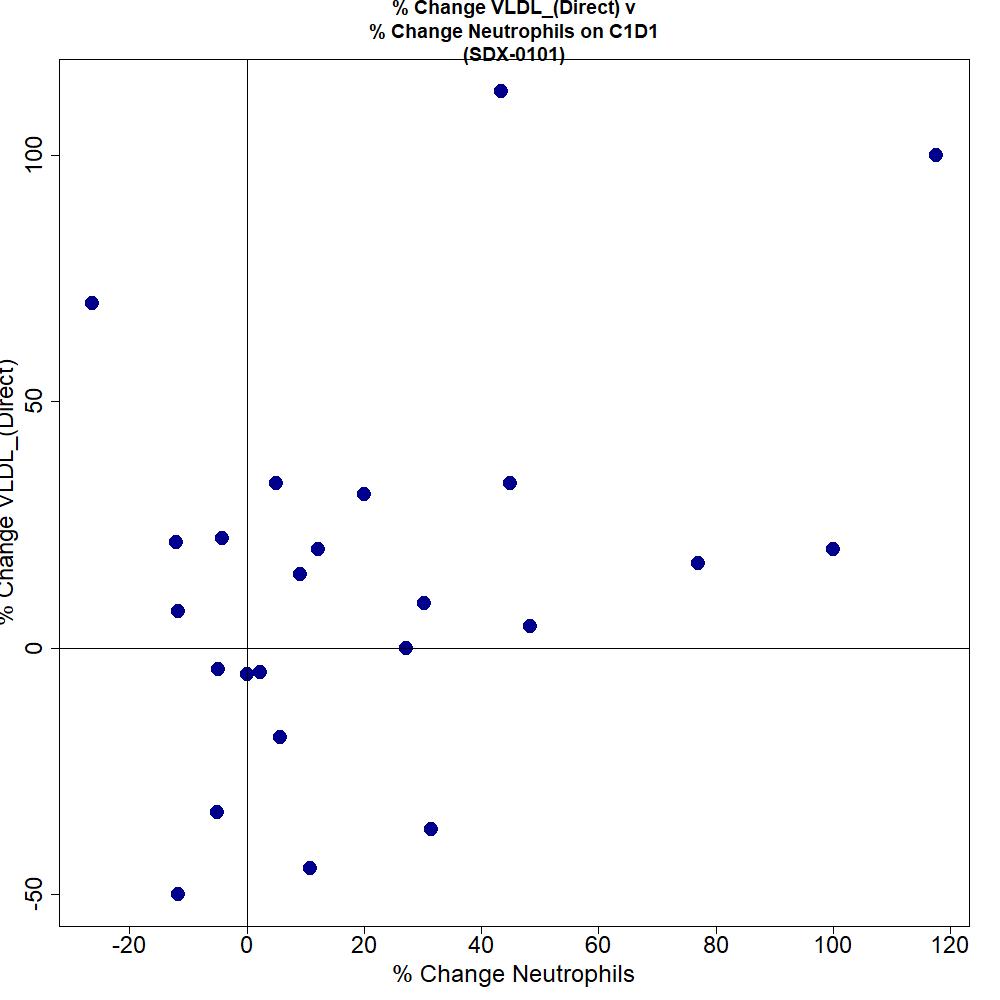 % Change VLDL_(Direct) v
% Change Neutrophils on C1D1
(SDX-0101)
% Change VLDL_(Direct)
100
50
0
-50
-20 0 20 40 60 80 100 120
% Change Neutrophils